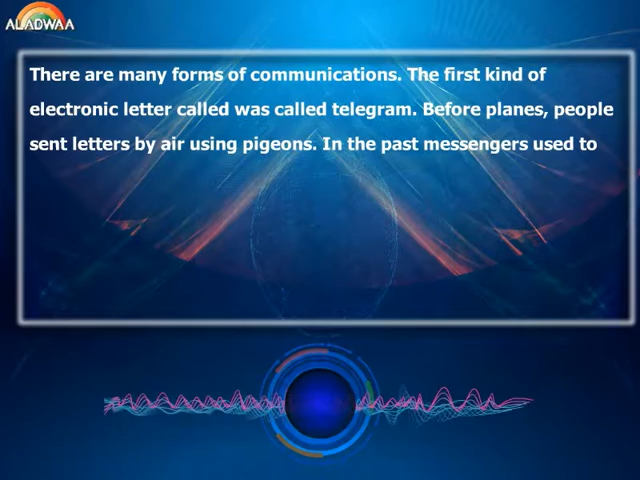 ALADWAA
There are many forms of communications. The first kind of
electronic letter called was called telegram. Before planes, people
sent letters by air using pigeons. In the past messengers used to